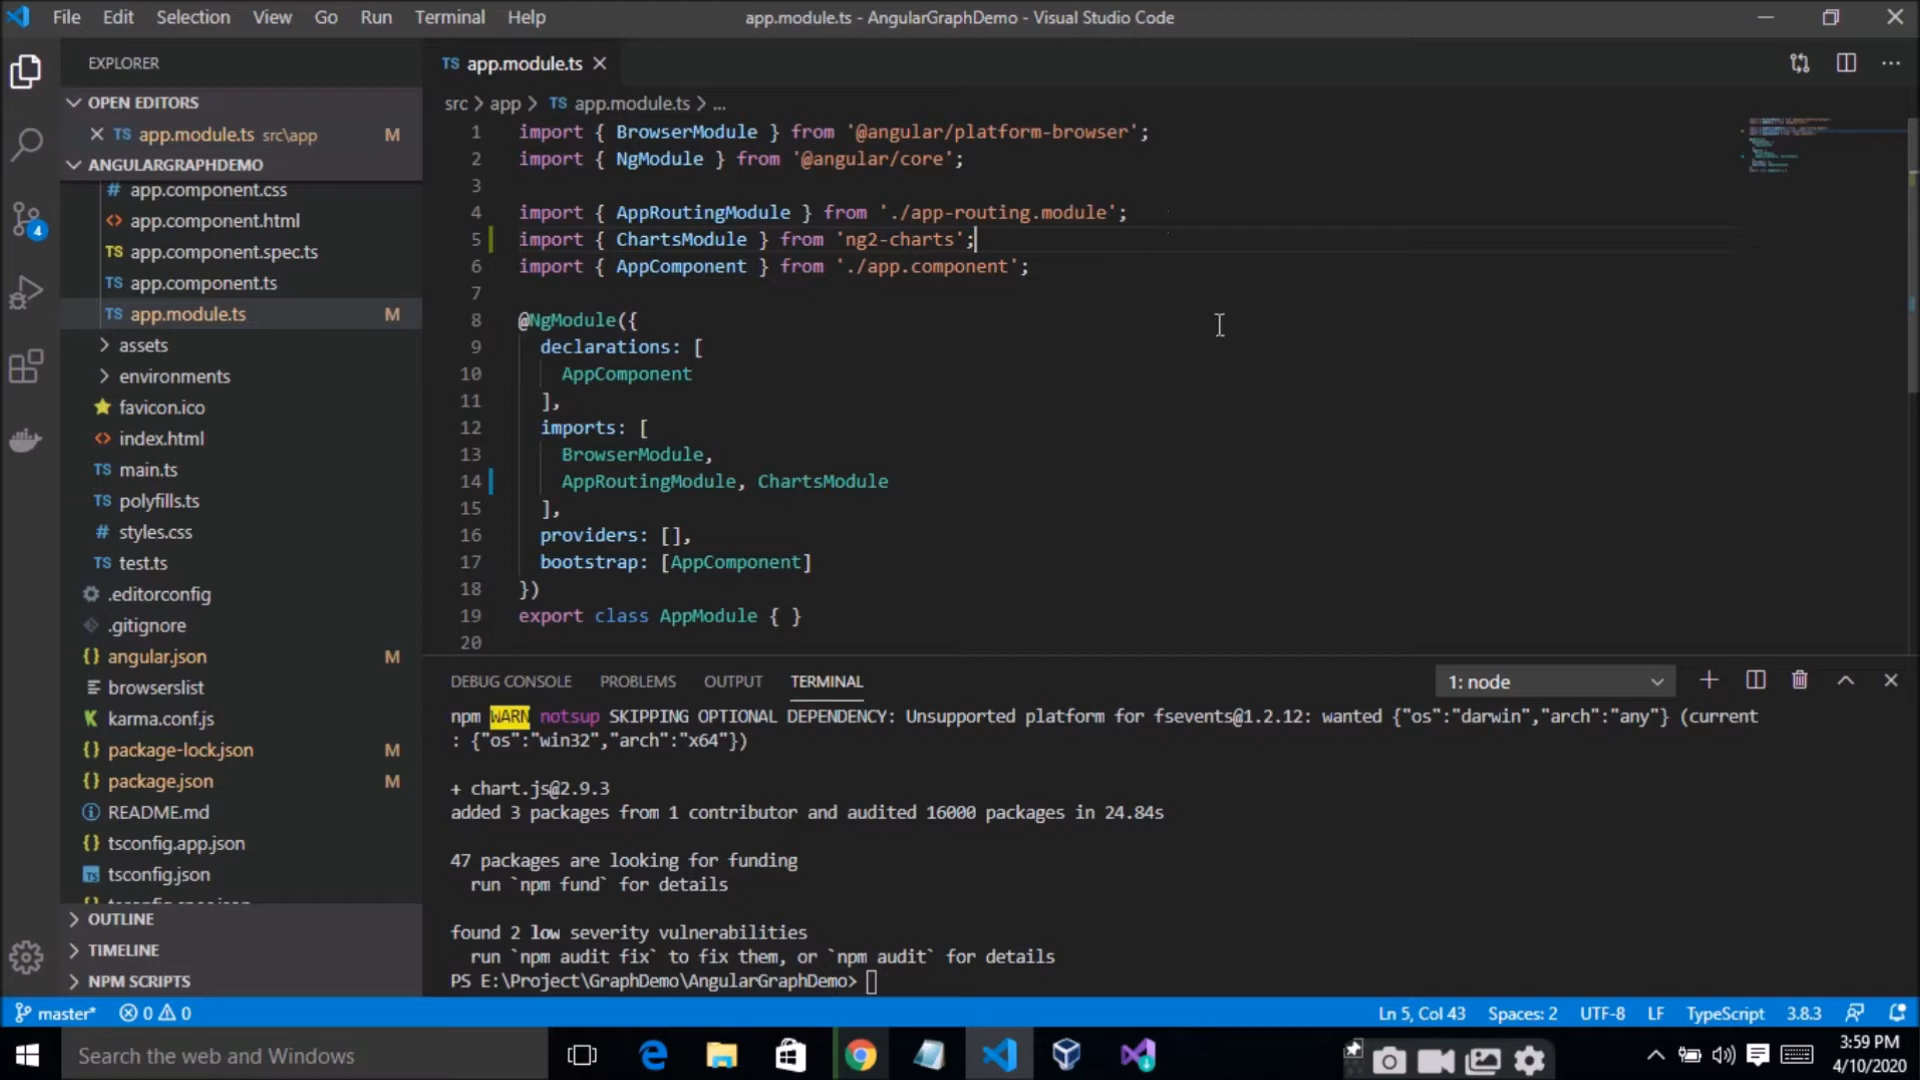 File Edit Selection View Go Run Terminal Help
app.module.ts - AngularGraphDemo - Visual Studio Code
EXPLORER
OPEN EDITORS
TS app.module.ts src\app M
ANGULARGRAPHDEMO
# app.component.css
<> app.component.html
TS app.component.spec.ts
TS app.component.ts
TS app.module.ts M
assets
environments
favicon.ico
<> index.html
TS main.ts
TS polyfills.ts
# styles.css
TS test.ts
.editorconfig
.gitignore
{} angular.json M
browserslist
K karma.conf.js
{} package-lock.json M
{} package.json M
README.md
{} tsconfig.app.json
TS tsconfig.json
OUTLINE
TIMELINE
NPM SCRIPTS
4
TS app.module.ts
src > app > TS app.module.ts > ...
1 import { BrowserModule } from '@angular/platform-browser';
2 import { NgModule } from '@angular/core';
3
4 import { AppRoutingModule } from './app-routing.module';
5 import { ChartsModule } from 'ng2-charts';
6 import { AppComponent } from './app.component';
7
8 @NgModule({
9 declarations: [
10 AppComponent
11 ],
12 imports: [
13 BrowserModule,
14 AppRoutingModule, ChartsModule
15 ],
16 providers: [],
17 bootstrap: [AppComponent]
18 })
19 export class AppModule { }
20
DEBUG CONSOLE PROBLEMS OUTPUT TERMINAL
1: node
npm WARN notsup SKIPPING OPTIONAL DEPENDENCY: Unsupported platform for fsevents@1.2.12: wanted {"os":"darwin","arch":"any"} (current
: {"os":"win32","arch":"x64"})
+ chart.js@2.9.3
added 3 packages from 1 contributor and audited 16000 packages in 24.84s
47 packages are looking for funding
run `npm fund` for details
found 2 low severity vulnerabilities
run `npm audit fix` to fix them, or `npm audit` for details
PS E:\Project\GraphDemo\AngularGraphDemo>
master* 0 0
Ln 5, Col 43 Spaces: 2 UTF-8 LF TypeScript 3.8.3
Search the web and Windows
3:59 PM
4/10/2020